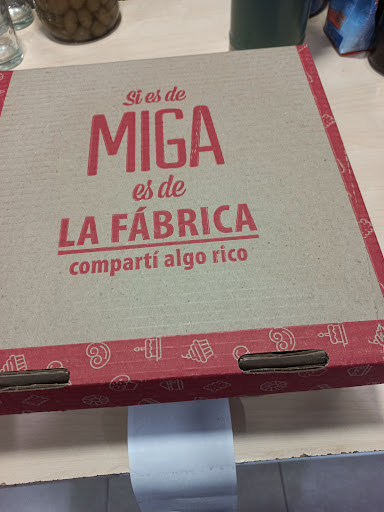 Si es de
MIGA
es de
LA FÁBRICA
compartí algo rico